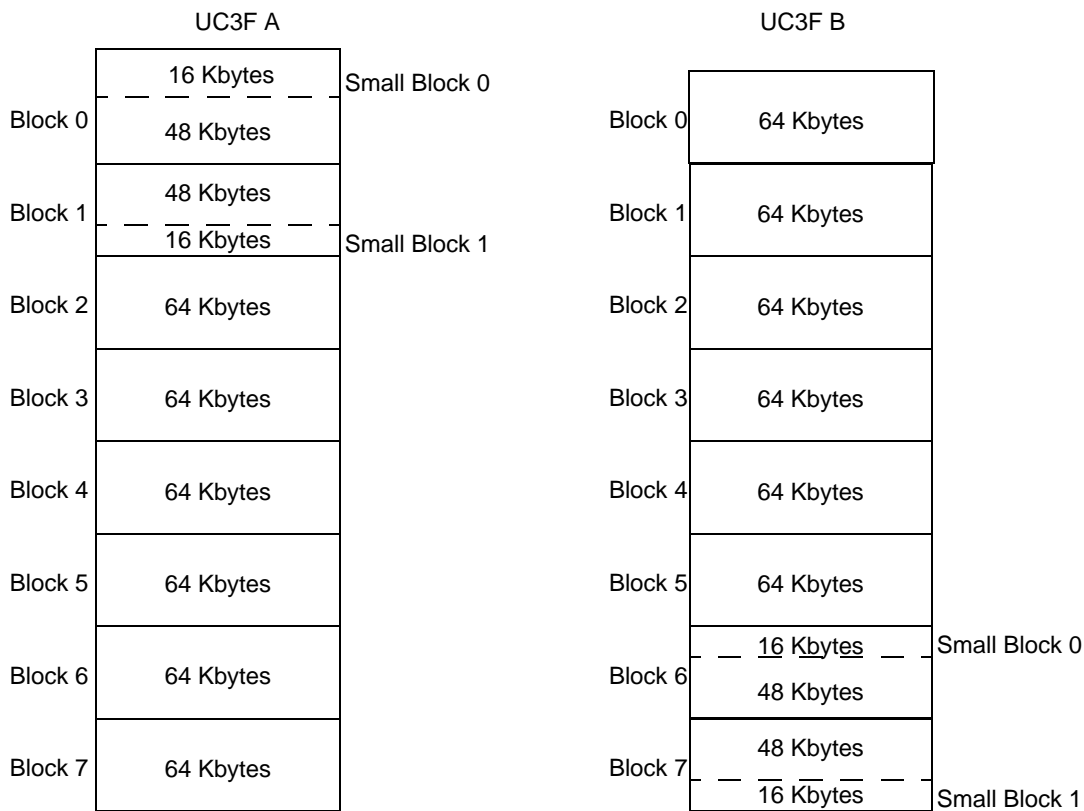 UC3F A
16 Kbytes
Small Block 0
Block 0
48 Kbytes
48 Kbytes
Block 1
16 Kbytes
Small Block 1
Block 2
64 Kbytes
Block 3
64 Kbytes
Block 4
64 Kbytes
Block 5
64 Kbytes
Block 6
64 Kbytes
Block 7
64 Kbytes
UC3F B
Block 0
64 Kbytes
Block 1
64 Kbytes
Block 2
64 Kbytes
Block 3
64 Kbytes
Block 4
64 Kbytes
Block 5
64 Kbytes
16 Kbytes
Small Block 0
Block 6
48 Kbytes
48 Kbytes
Block 7
16 Kbytes
Small Block 1